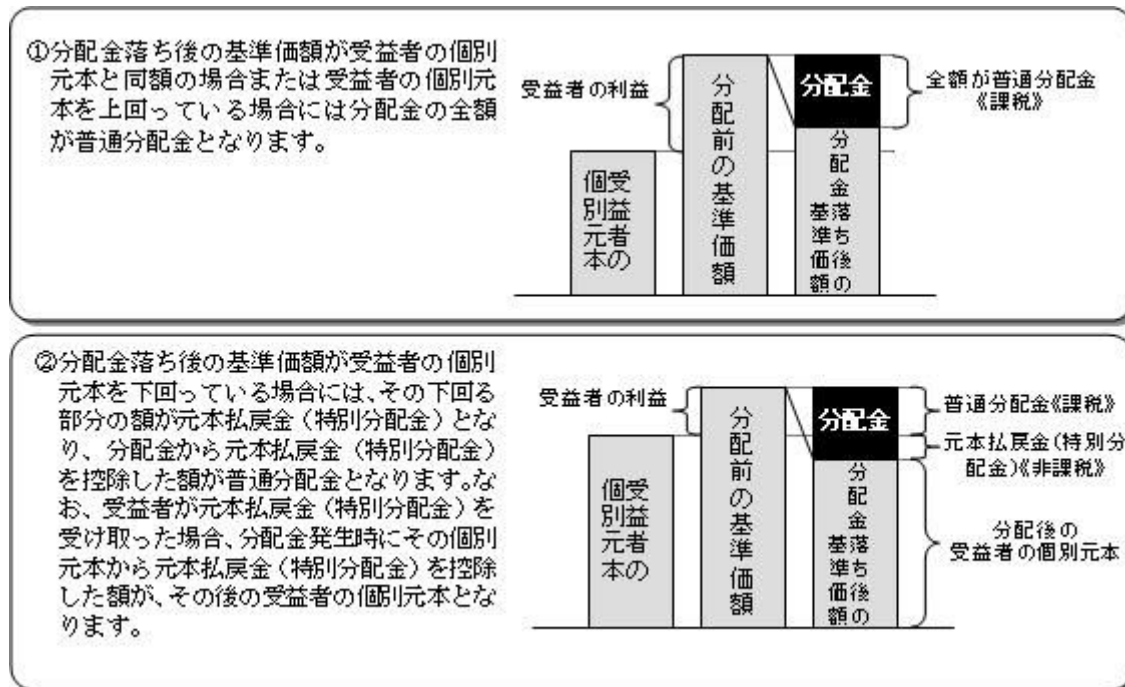 ①分配金落ち後の基準価額が受益者の個別
元本と同額の場合または受益者の個別元
本を上回っている場合には分配金の全額
が普通分配金となります。
受益者の利益
分配前の基準価額
分配金
全額が普通分配金
《課税》
受益者の
個別元本
分配金落ち後の
基準価額
②分配金落ち後の基準価額が受益者の個別
元本を下回っている場合には、その下回る
部分の額が元本払戻金（特別分配金）とな
り、分配金から元本払戻金（特別分配金）
を控除した額が普通分配金となります。な
お、受益者が元本払戻金（特別分配金）を
受け取った場合、分配金発生時にその個別
元本から元本払戻金（特別分配金）を控除
した額が、その後の受益者の個別元本とな
ります。
受益者の利益
分配前の基準価額
分配金
普通分配金《課税》
元本払戻金(特別分
配金)《非課税》
受益者の
個別元本
分配金落ち後の
基準価額
分配後の
受益者の個別元本